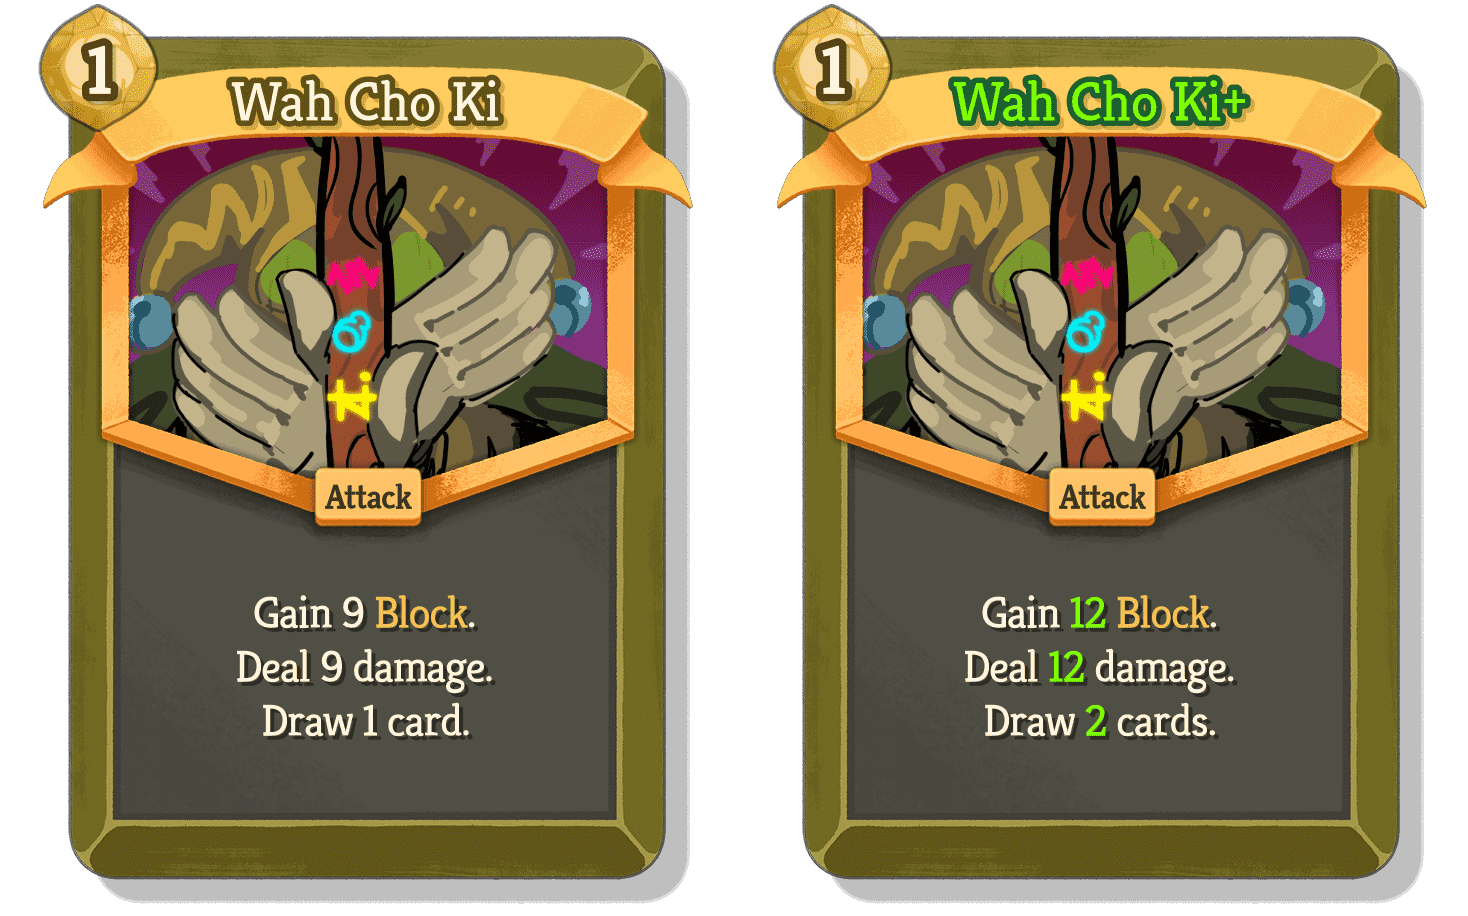 1
Wah Cho Ki
Attack
Gain 9 Block.
Deal 9 damage.
Draw 1 card.
1
Wah Cho Ki+
Attack
Gain 12 Block.
Deal 12 damage.
Draw 2 cards.